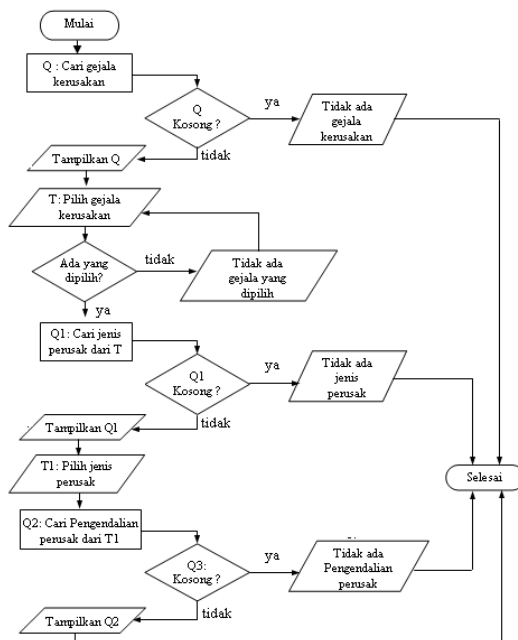 Mulai
Q : Cari gejala
kerusakan
Q
Kosong ?
ya
Tidak ada
gejala
kerusakan
tidak
Tampilkan Q
T: Pilih gejala
kerusakan
Ada yang
dipilih?
tidak
Tidak ada
gejala yang
dipilih
ya
Q1: Cari jenis
perusak dari T
Q1
Kosong ?
ya
Tidak ada
jenis
perusak
tidak
Tampilkan Q1
T1: Pilih jenis
perusak
Selesai
Q2: Cari Pengendalian
perusak dari T1
Q3:
Kosong ?
ya
Tidak ada
Pengendalian
perusak
tidak
Tampilkan Q2